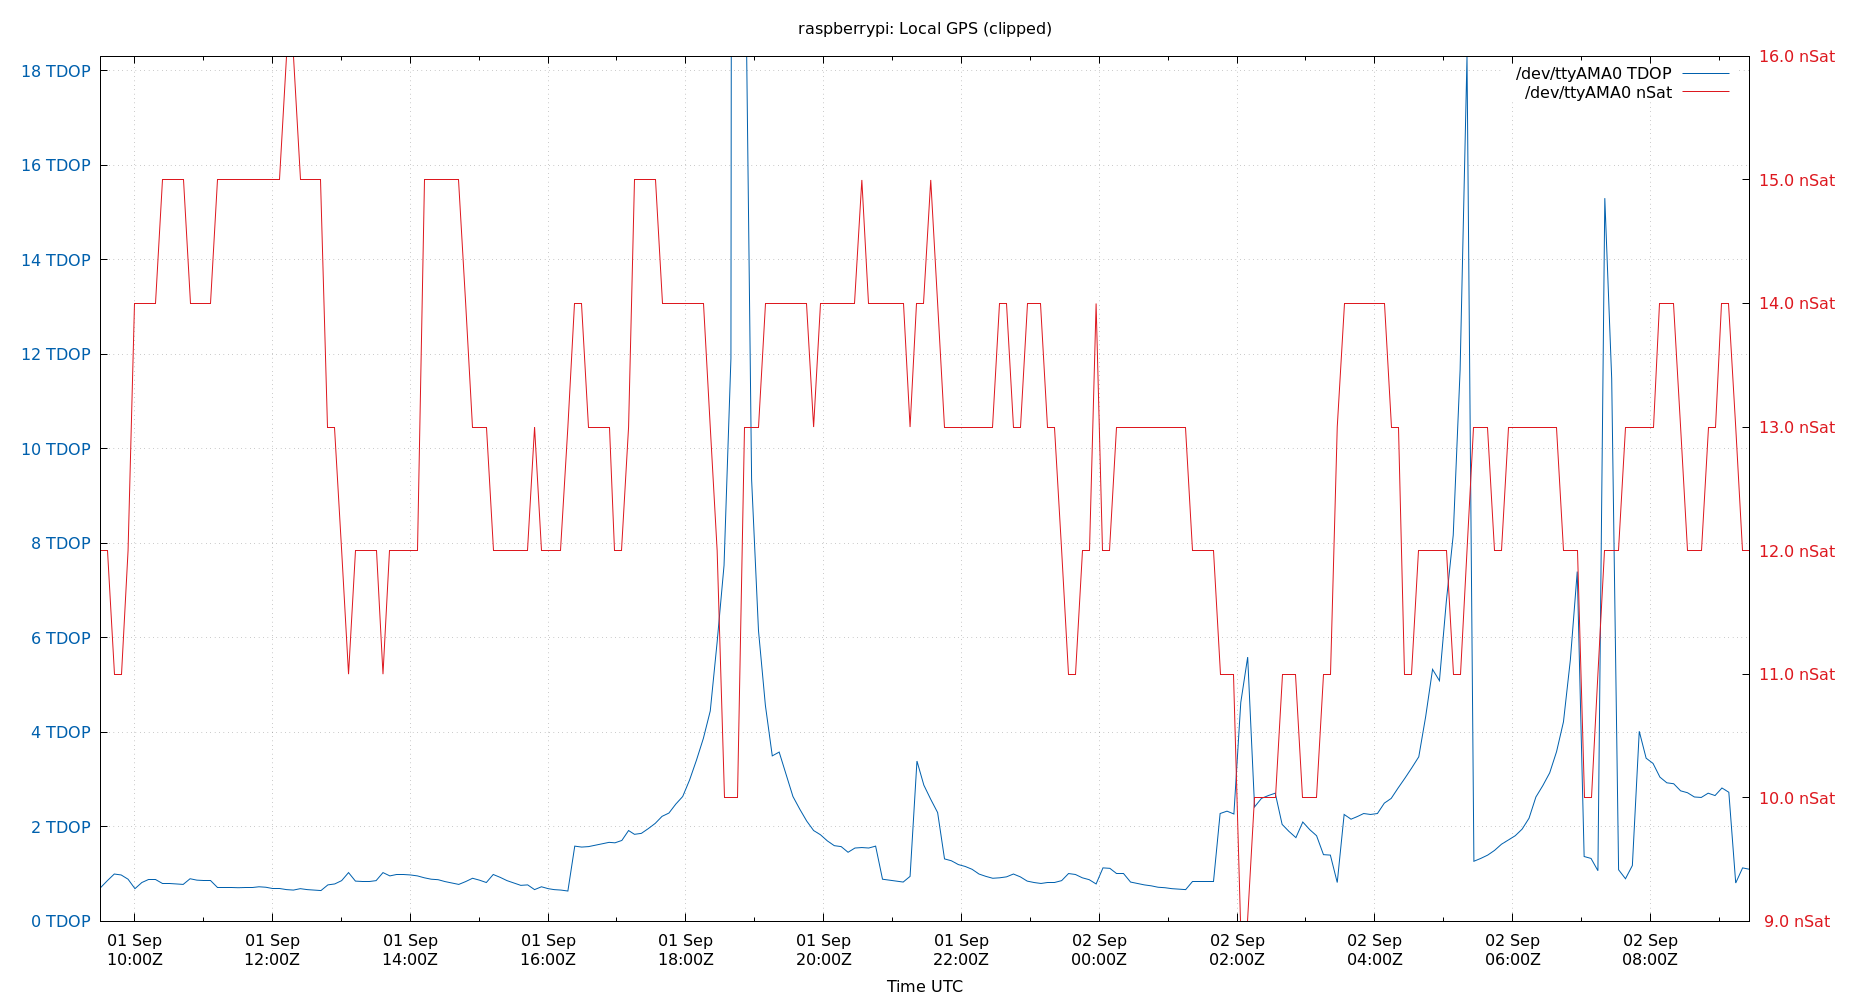 raspberrypi: Local GPS (clipped)
18 TDOP
16 TDOP
14 TDOP
12 TDOP
10 TDOP
8 TDOP
6 TDOP
4 TDOP
2 TDOP
0 TDOP
/dev/ttyAMA0 TDOP
/dev/ttyAMA0 nSat
16.0 nSat
15.0 nSat
14.0 nSat
13.0 nSat
12.0 nSat
11.0 nSat
10.0 nSat
9.0 nSat
01 Sep 01 Sep 01 Sep 01 Sep 01 Sep 01 Sep 01 Sep 02 Sep 02 Sep 02 Sep 02 Sep 02 Sep
10:00Z 12:00Z 14:00Z 16:00Z 18:00Z 20:00Z 22:00Z 00:00Z 02:00Z 04:00Z 06:00Z 08:00Z
Time UTC